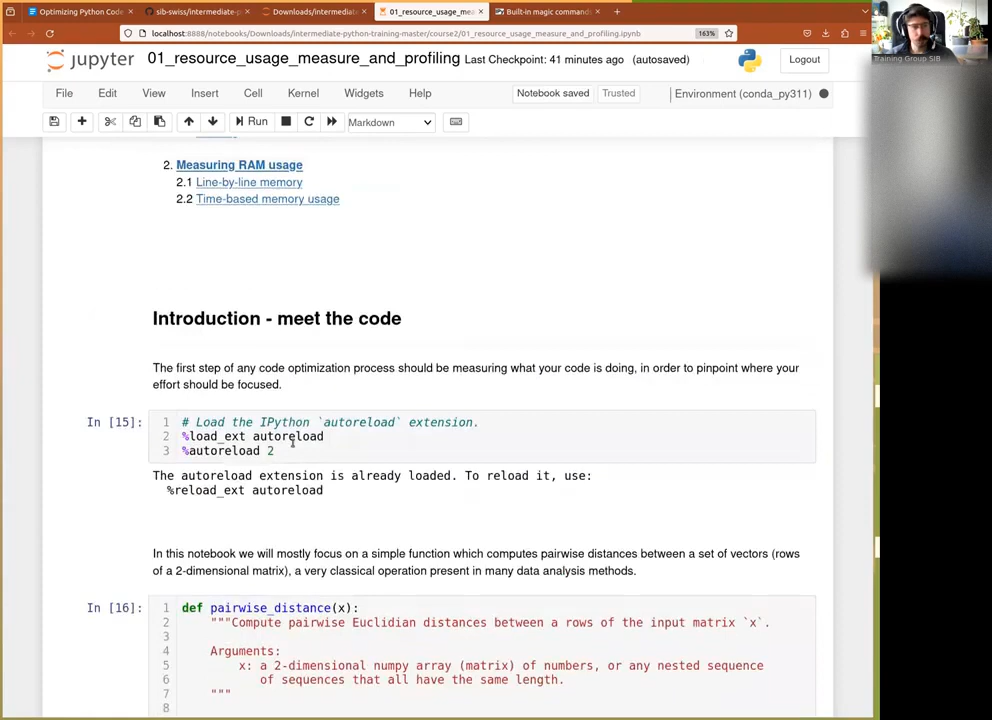 Optimizing Python Code
sib-swiss/intermediate-p
Downloads/intermediate
01_resource_usage_mea
Built-in magic command
localhost:8888/notebooks/Downloads/intermediate-python-training-master/course2/01_resource_usage_measure_and_profiling.ipynb
163%
Training Group SIB
jupyter 01_resource_usage_measure_and_profiling Last Checkpoint: 41 minutes ago (autosaved)
Logout
File Edit View Insert Cell Kernel Widgets Help
Notebook saved Trusted Environment (conda_py311)
Run Markdown
2. Measuring RAM usage
2.1 Line-by-line memory
2.2 Time-based memory usage
Introduction - meet the code
The first step of any code optimization process should be measuring what your code is doing, in order to pinpoint where your
effort should be focused.
In [15]: 1 # Load the IPython `autoreload` extension.
2 %load_ext autoreload
3 %autoreload 2
The autoreload extension is already loaded. To reload it, use:
%reload_ext autoreload
In this notebook we will mostly focus on a simple function which computes pairwise distances between a set of vectors (rows
of a 2-dimensional matrix), a very classical operation present in many data analysis methods.
In [16]: 1 def pairwise_distance(x):
2 """Compute pairwise Euclidian distances between a rows of the input matrix `x`.
3
4 Arguments:
5 x: a 2-dimensional numpy array (matrix) of numbers, or any nested sequence
6 of sequences that all have the same length.
7 """
8